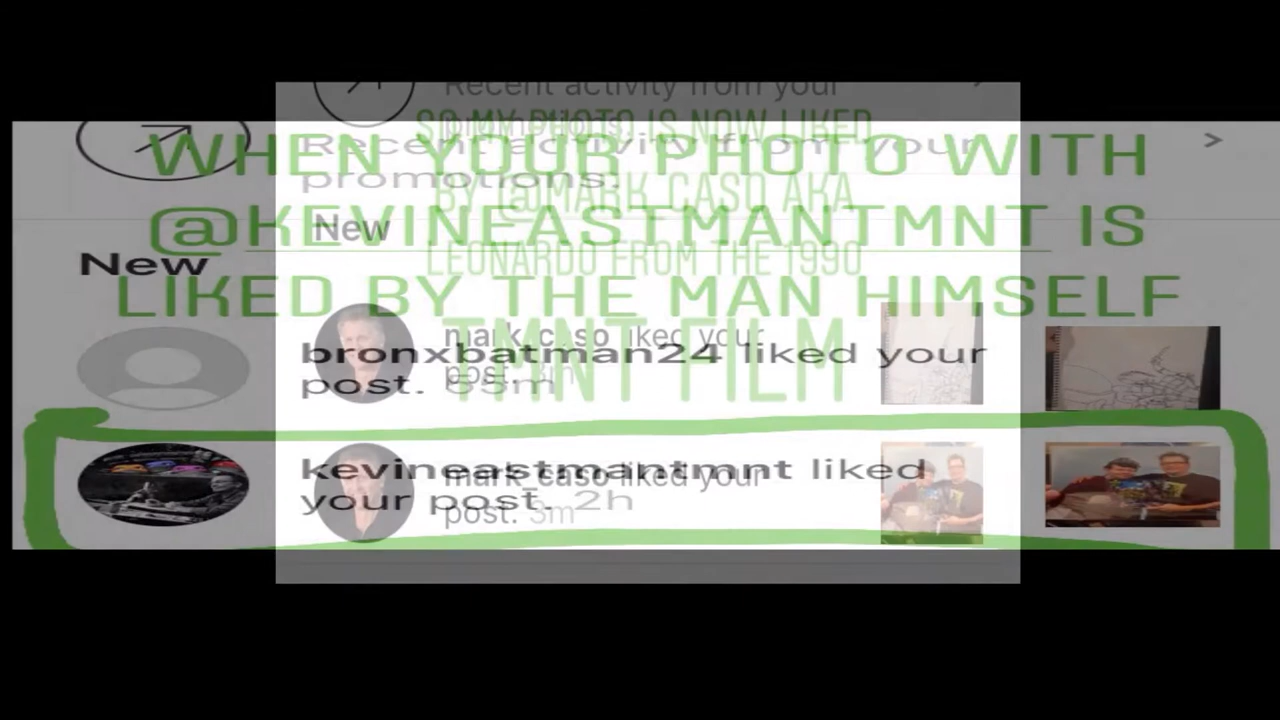 WHEN YOUR PHOTO WITH
@KEVINEASTMANTMNT IS
LIKED BY THE MAN HIMSELF
Recent activity from your
promotions.
New
bronxbatman24 liked your
post. 55m
kevineastmantmnt liked
your post. 2h
SO MY PHOTO IS NOW LIKED
BY @MARK_CASO AKA
LEONARDO FROM THE 1990
TMNT FILM
Recent activity from your
promotions.
New
mark_caso liked your
post.
mark_caso liked your
post. 3m